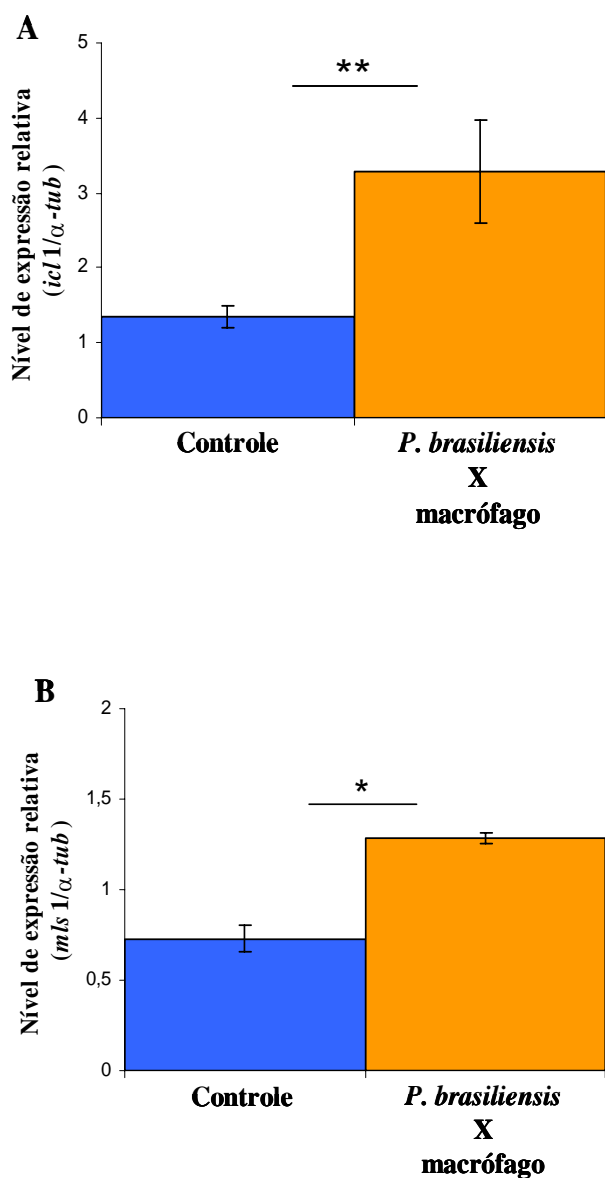 A
5
**
4
3
2
1
0
Nível de expressão relativa
(icl 1/α-tub)
Controle
P. brasiliensis
X
macrófago
B
2
1,5
*
1
0,5
0
Nível de expressão relativa
(mls 1/α-tub)
Controle
P. brasiliensis
X
macrófago